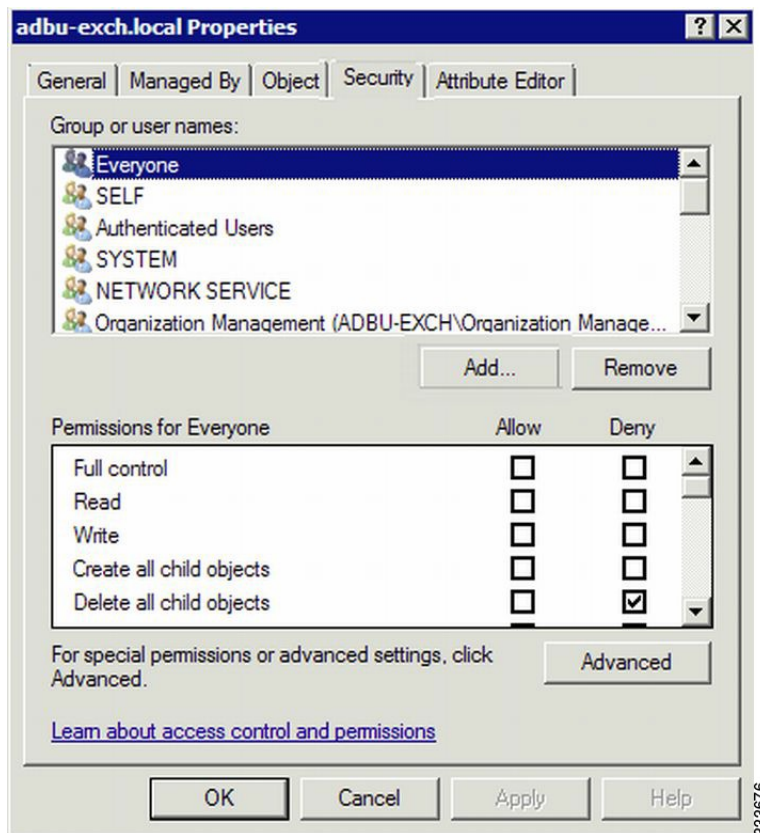 adbu-exch.local Properties
General Managed By Object Security Attribute Editor
Group or user names:
Everyone
SELF
Authenticated Users
SYSTEM
NETWORK SERVICE
Organization Management (ADBU-EXCH\Organization Manage...
Add... Remove
Permissions for Everyone Allow Deny
Full control
Read
Write
Create all child objects
Delete all child objects
For special permissions or advanced settings, click
Advanced.
Advanced
Learn about access control and permissions
OK Cancel Apply Help